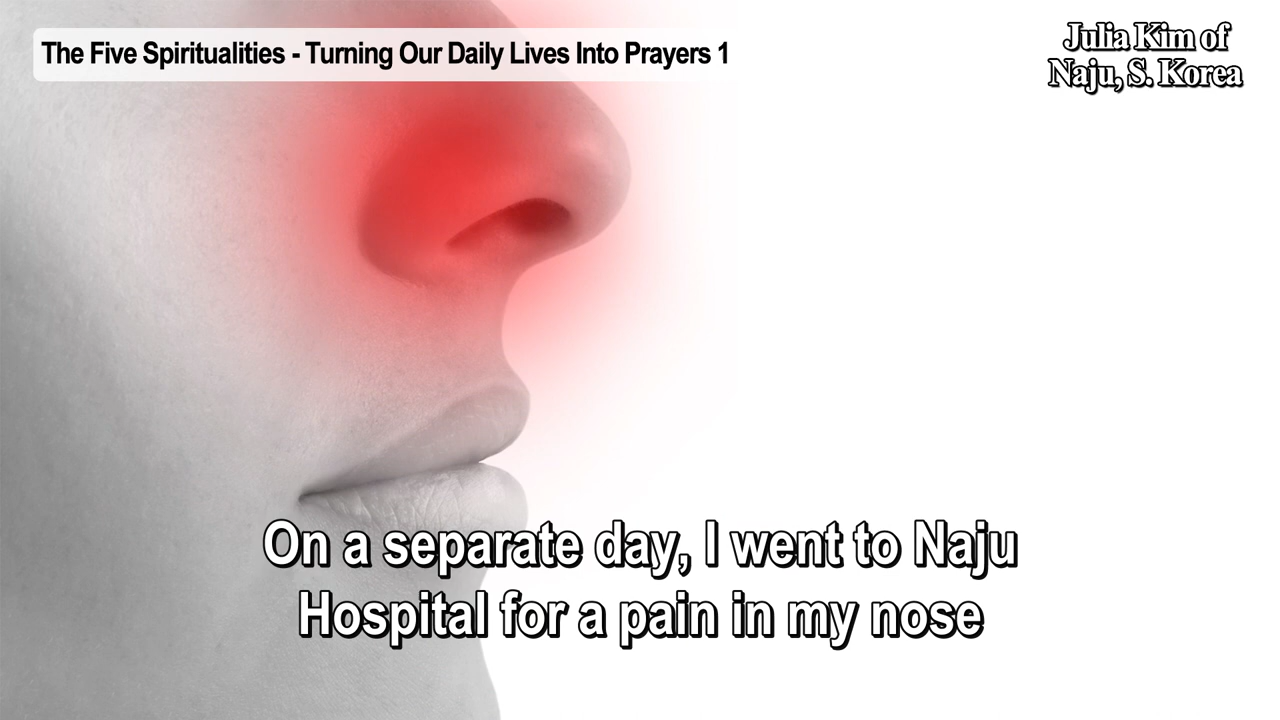 The Five Spiritualities - Turning Our Daily Lives Into Prayers 1
Julia Kim of
Naju, S. Korea
On a separate day, I went to Naju
Hospital for a pain in my nose